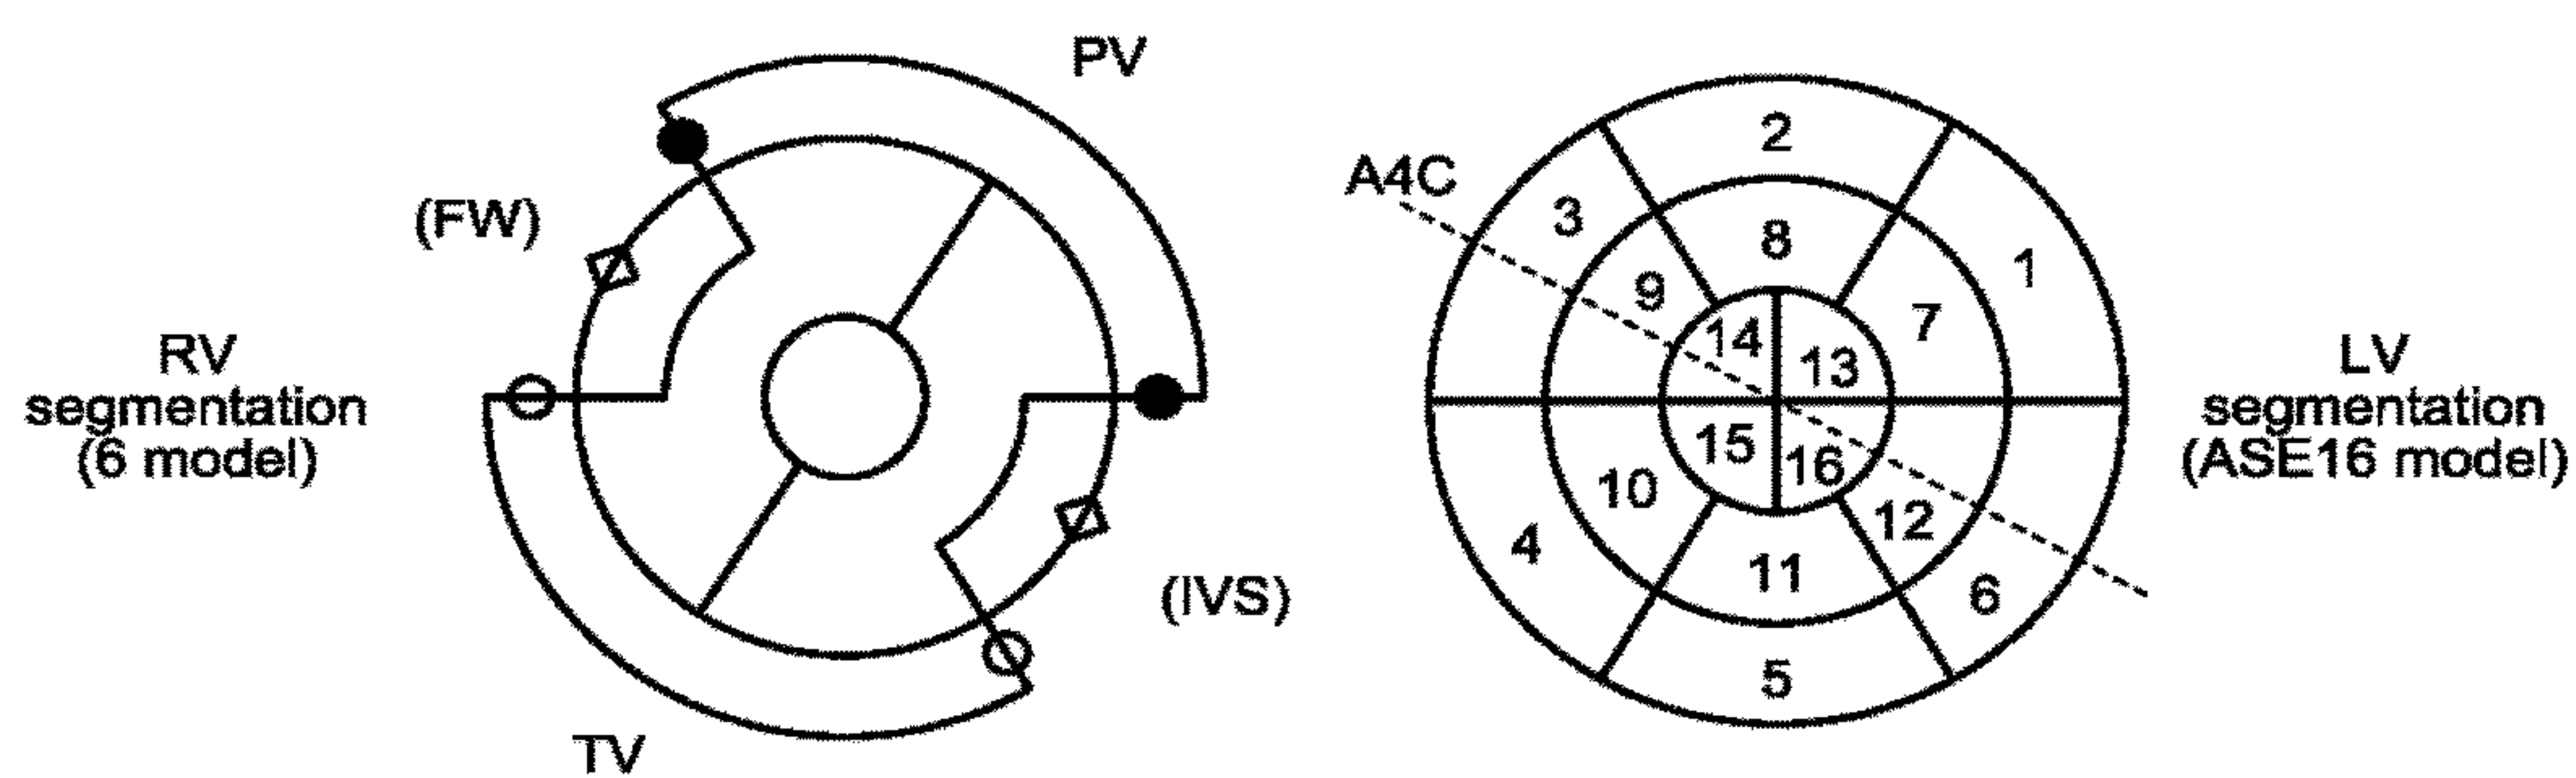 PV
(FW)
RV
segmentation
(6 model)
(IVS)
TV
A4C
2
3
8
1
9
7
14
13
15
16
10
12
4
11
6
5
LV
segmentation
(ASE16 model)